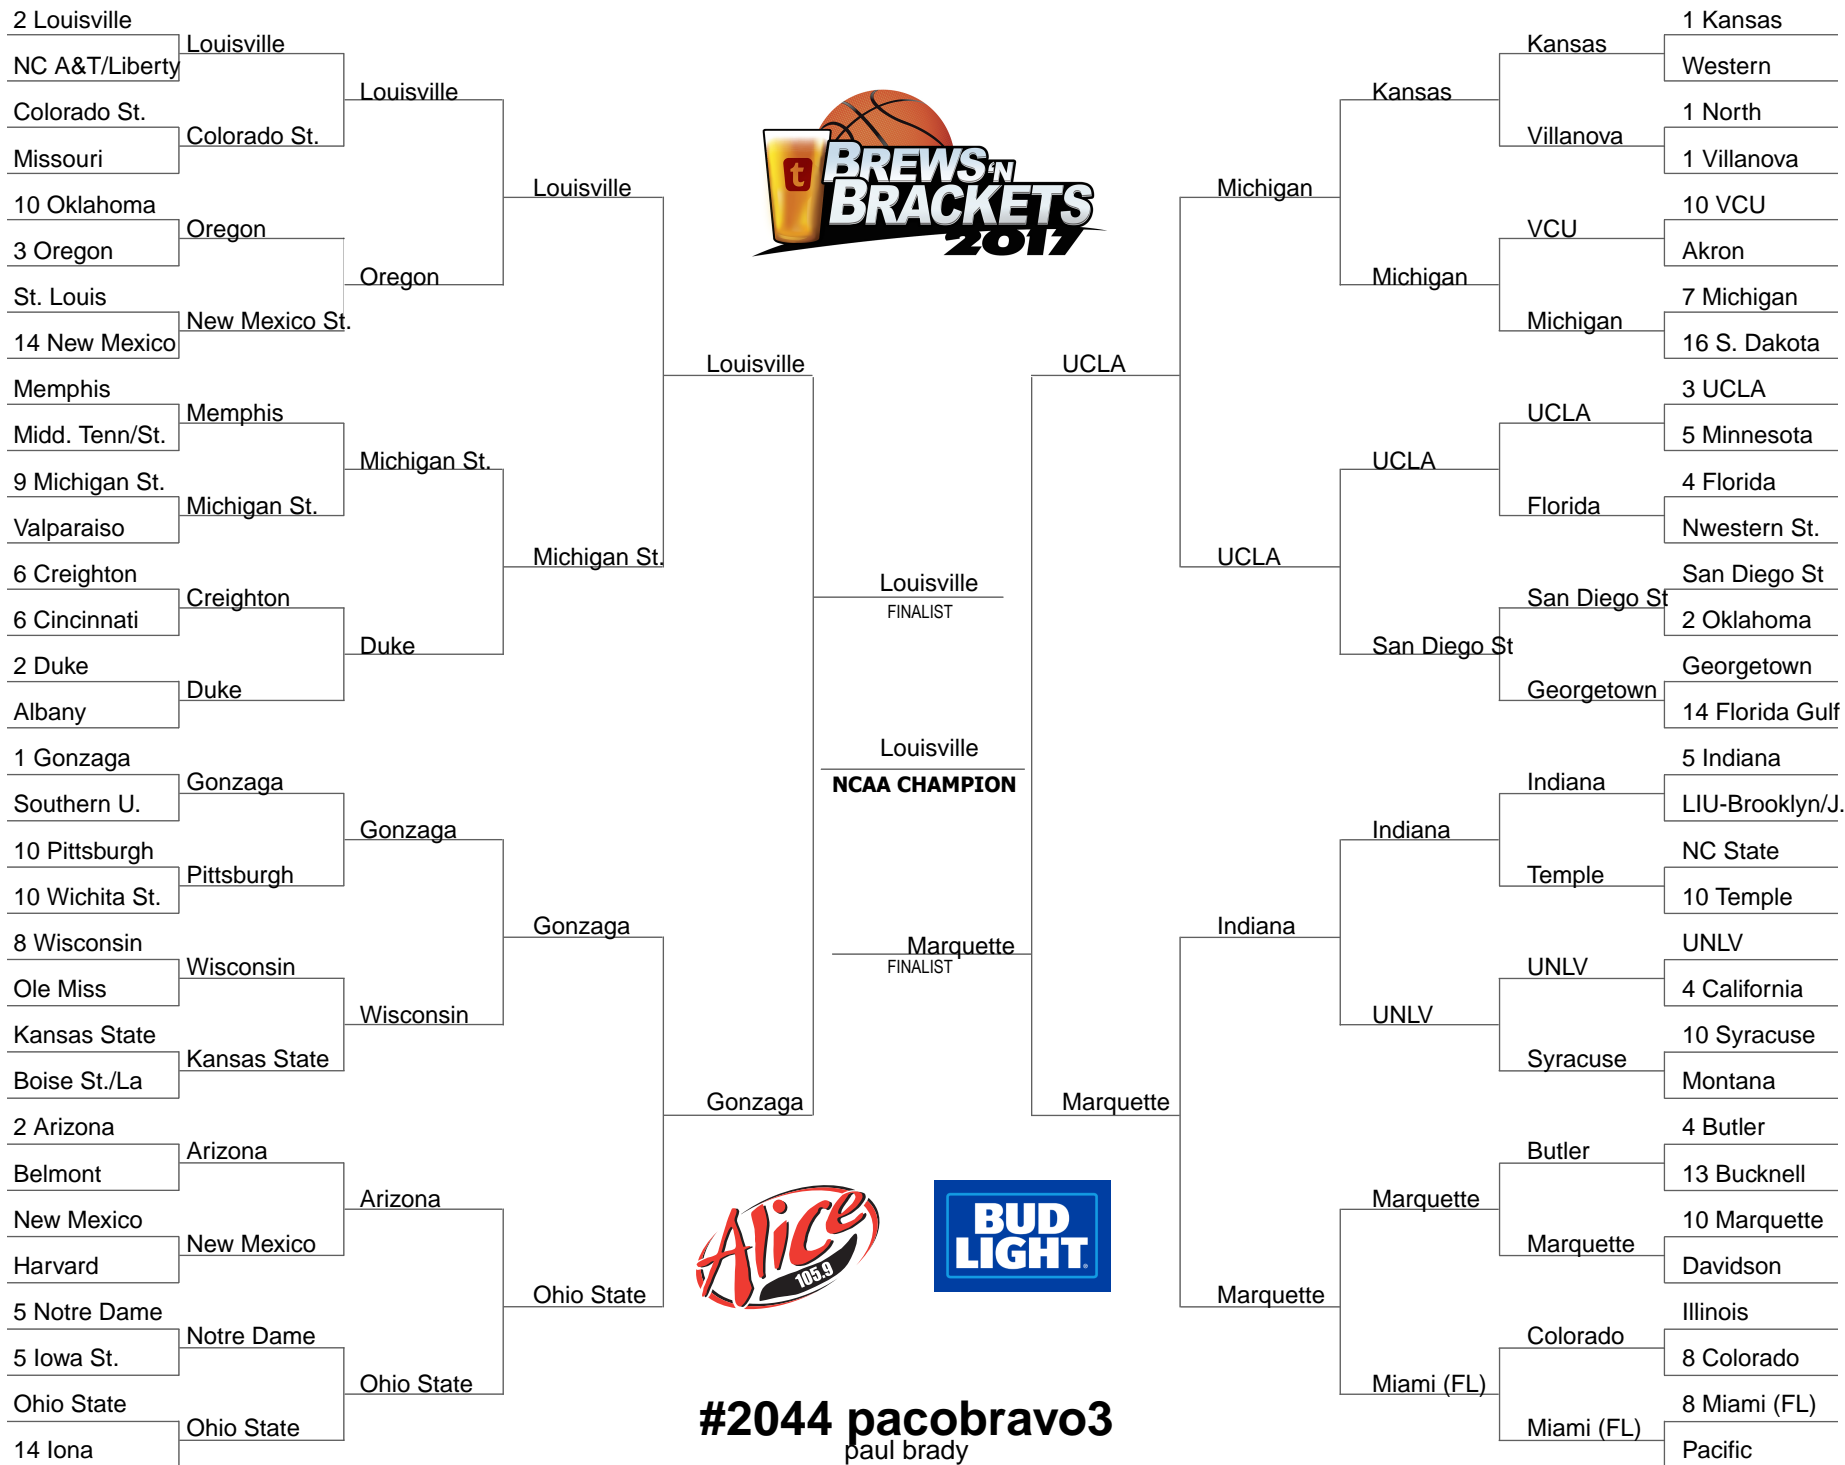 2 Louisville
NC A&T/Liberty
Colorado St.
Missouri
10 Oklahoma
3 Oregon
St. Louis
14 New Mexico
Memphis
Midd. Tenn/St.
9 Michigan St.
Valparaiso
6 Creighton
6 Cincinnati
2 Duke
Albany
1 Gonzaga
Southern U.
10 Pittsburgh
10 Wichita St.
8 Wisconsin
Ole Miss
Kansas State
Boise St./La
2 Arizona
Belmont
New Mexico
Harvard
5 Notre Dame
5 Iowa St.
Ohio State
14 Iona
Louisville
Colorado St.
Oregon
New Mexico St.
Memphis
Michigan St.
Creighton
Duke
Gonzaga
Pittsburgh
Wisconsin
Kansas State
Arizona
New Mexico
Notre Dame
Ohio State
Louisville
Oregon
Michigan St.
Duke
Gonzaga
Wisconsin
Arizona
Ohio State
Louisville
Michigan St.
Gonzaga
Ohio State
Louisville
Gonzaga
t
BREWS 'N
BRACKETS
2017
Louisville
FINALIST
Louisville
NCAA CHAMPION
Marquette
FINALIST
Alice
105.9
BUD
LIGHT
#2044 pacobravo3
paul brady
UCLA
Marquette
Michigan
UCLA
Indiana
Marquette
Kansas
Michigan
UCLA
San Diego St
Indiana
UNLV
Marquette
Miami (FL)
Kansas
Villanova
VCU
Michigan
UCLA
Florida
San Diego St
Georgetown
Indiana
Temple
UNLV
Syracuse
Butler
Marquette
Colorado
Miami (FL)
1 Kansas
Western
1 North
1 Villanova
10 VCU
Akron
7 Michigan
16 S. Dakota
3 UCLA
5 Minnesota
4 Florida
Nwestern St.
San Diego St
2 Oklahoma
Georgetown
14 Florida Gulf
5 Indiana
LIU-Brooklyn/J.
NC State
10 Temple
UNLV
4 California
10 Syracuse
Montana
4 Butler
13 Bucknell
10 Marquette
Davidson
Illinois
8 Colorado
8 Miami (FL)
Pacific